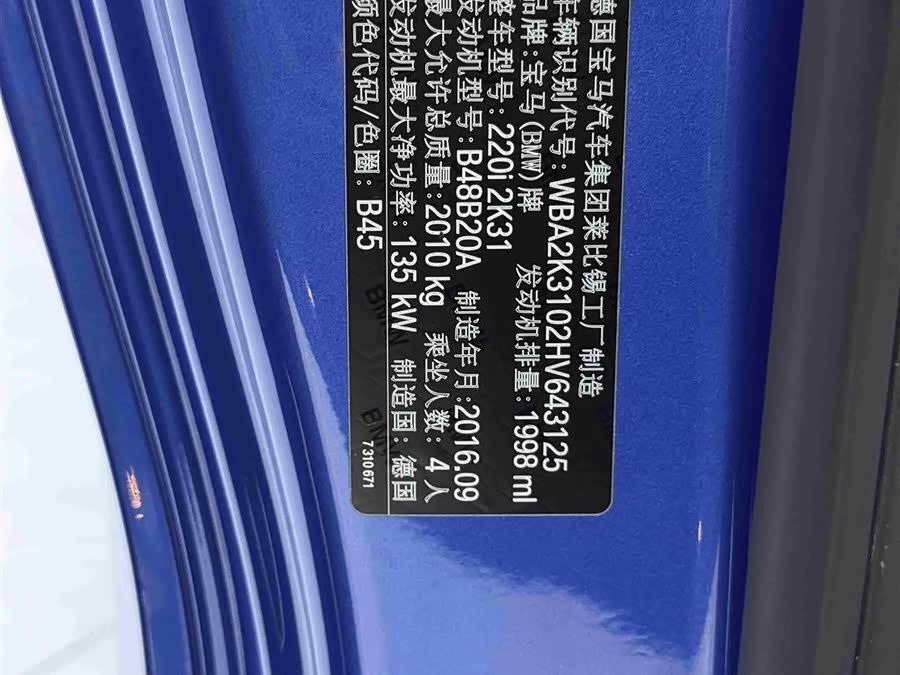 德国宝马汽车集团莱比锡工厂制造
车辆识别代号:WBA2K3102HV643125
品牌:宝马(BMW)牌 发动机排量:1998 ml
整车型号:220i 2K31
发动机型号:B48B20A 制造年月:2016.09
最大允许总质量:2010 kg 乘坐人数:4人
发动机最大净功率:135 kW 制造国:德国
颜色代码/色圈:B45
7310671